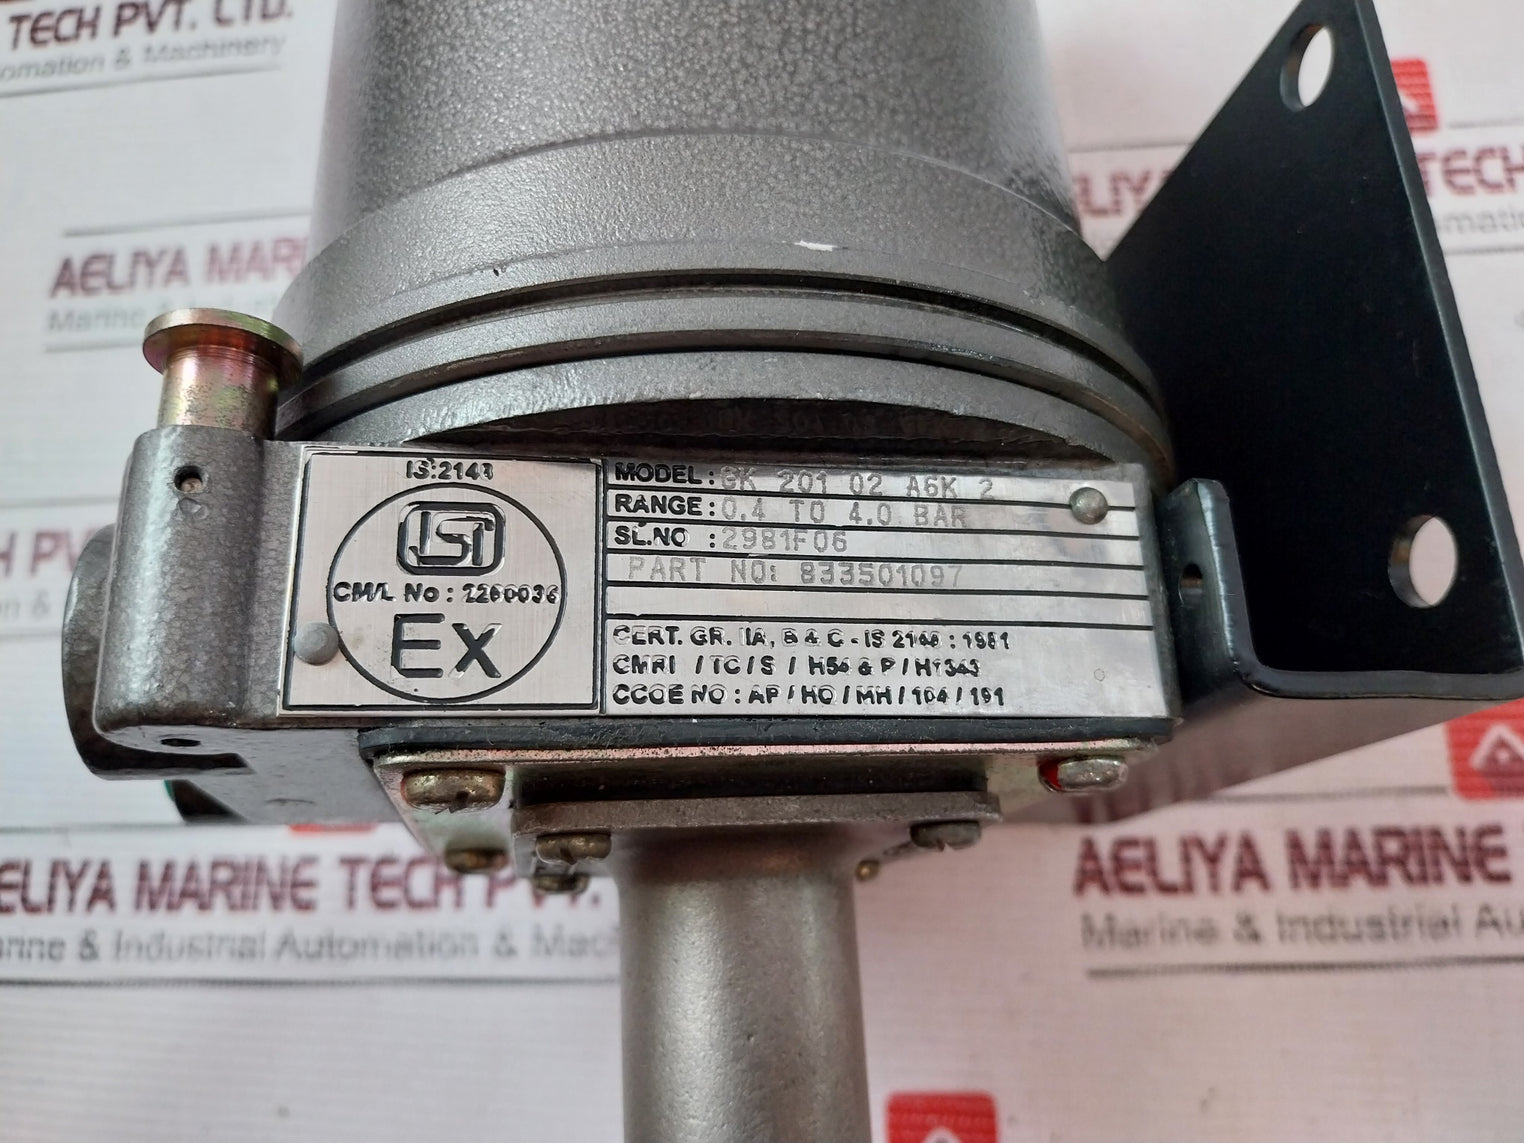 TECH PVT. LTD.
Automation & Machinery
AELIYA MARI
Marine
AELIYA
TECH
IS:2148
ISI
CM/L No : 2260036
Ex
MODEL: GK 201 02 A6K 2
RANGE: 0.4 TO 4.0 BAR
SL.NO : 2981F06
PART NO: 833501097
CERT. GR. IIA, B & C - IS 2148 : 1981
CMRI / TC / S / H54 & P / H1343
CCOE NO : AP / HO / MH / 104 / 191
ELIYA MARINE TECH PVT.
Marine & Industrial Automation & Mac
AELIYA MARINE
Marine & Industrial Au